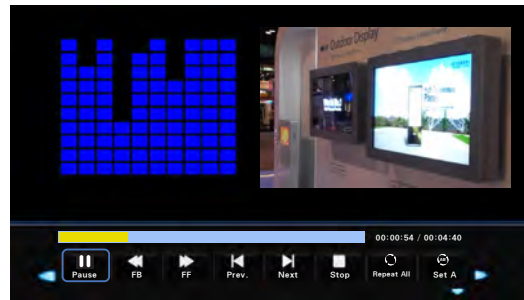 Outdoor Display
00:00:54 / 00:04:40
Pause FB FF Prev. Next Stop Repeat All Set A